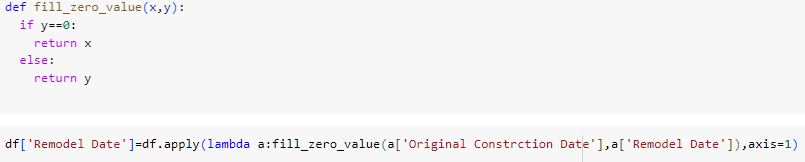 def fill_zero_value(x,y):
  if y==0:
    return x
  else:
    return y
df['Remodel Date']=df.apply(lambda a:fill_zero_value(a['Original Constrction Date'],a['Remodel Date']),axis=1)